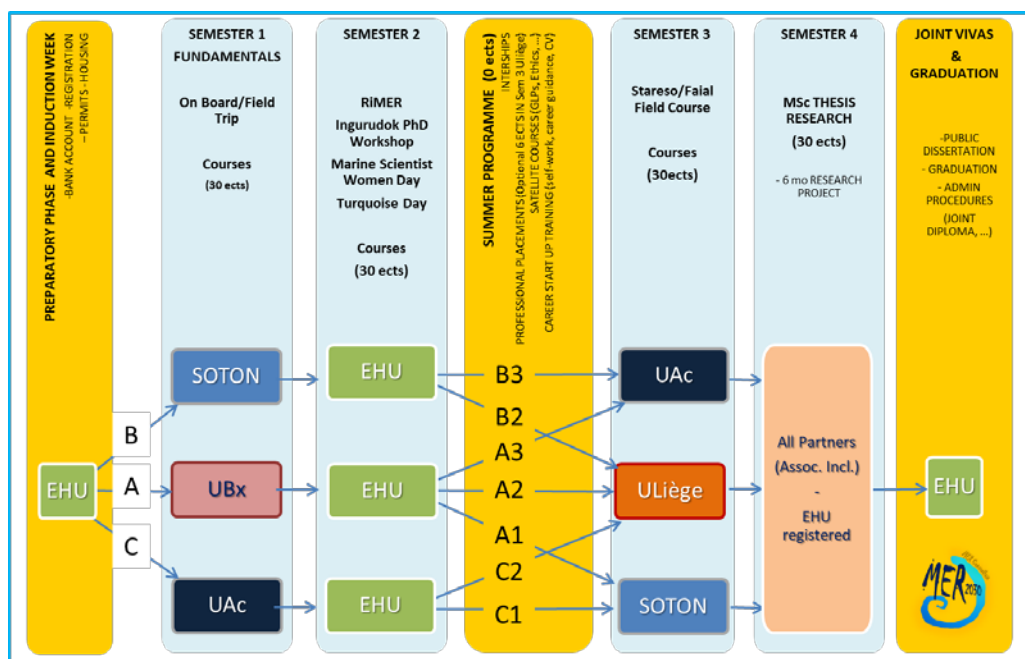 PREPARATORY PHASE AND INDUCTION WEEK
-BANK ACCOUNT -REGISTRATION
– PERMITS - HOUSING
EHU
B
A
C
SEMESTER 1
FUNDAMENTALS
On Board/Field
Trip
Courses
(30 ects)
SOTON
UBx
UAc
SEMESTER 2
RiMER
Ingurudok PhD
Workshop
Marine Scientist
Women Day
Turquoise Day
Courses
(30 ects)
EHU
EHU
EHU
SUMMER PROGRAMME (0 ects)
INTERSHIPS
PROFESSIONAL PLACEMENTS (Optional 6 ECTS IN Sem 3 Uliège)
SATELLITE COURSES (GLPs, Ethics, ...)
CAREER START UP TRAINING (self-work, career guidance, CV)
B3
B2
A3
A2
A1
C2
C1
SEMESTER 3
Stareso/Faial
Field Course
Courses
(30ects)
UAc
ULiège
SOTON
SEMESTER 4
MSc THESIS
RESEARCH
(30 ects)
- 6 mo RESEARCH
PROJECT
All Partners
(Assoc. Incl.)
-
EHU
registered
JOINT VIVAS
&
GRADUATION
-PUBLIC
DISSERTATION
- GRADUATION
- ADMIN
PROCEDURES
(JOINT
DIPLOMA, ...)
EHU
MER
2030